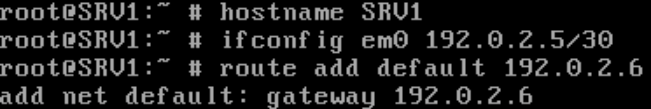 root@SRV1:~ # hostname SRV1
root@SRV1:~ # ifconfig em0 192.0.2.5/30
root@SRV1:~ # route add default 192.0.2.6
add net default: gateway 192.0.2.6